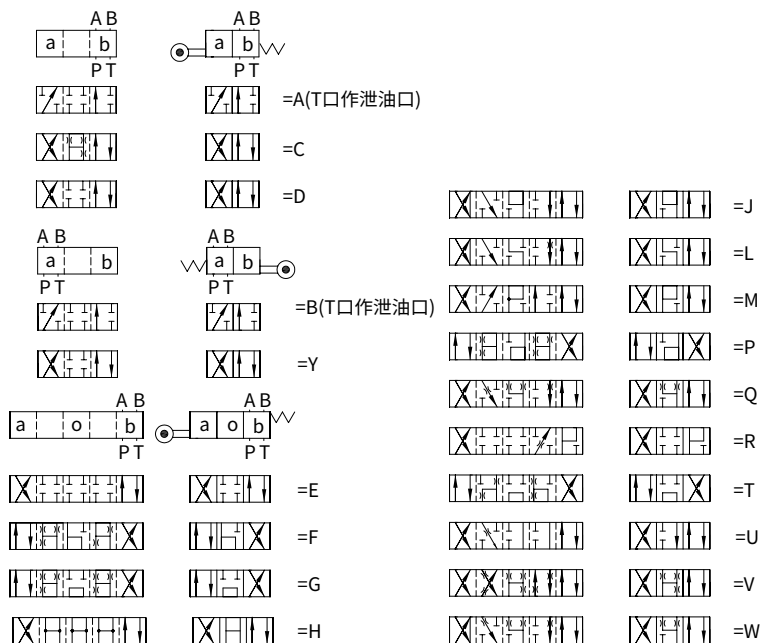 A B
A B
a b
a b
P T
P T
=A(T口作泄油口)
=C
=D
A B
A B
a b
a b
P T
P T
=B(T口作泄油口)
=Y
A B
A B
a o b
a o b
P T
P T
=E
=F
=G
=H
=J
=L
=M
=P
=Q
=R
=T
=U
=V
=W